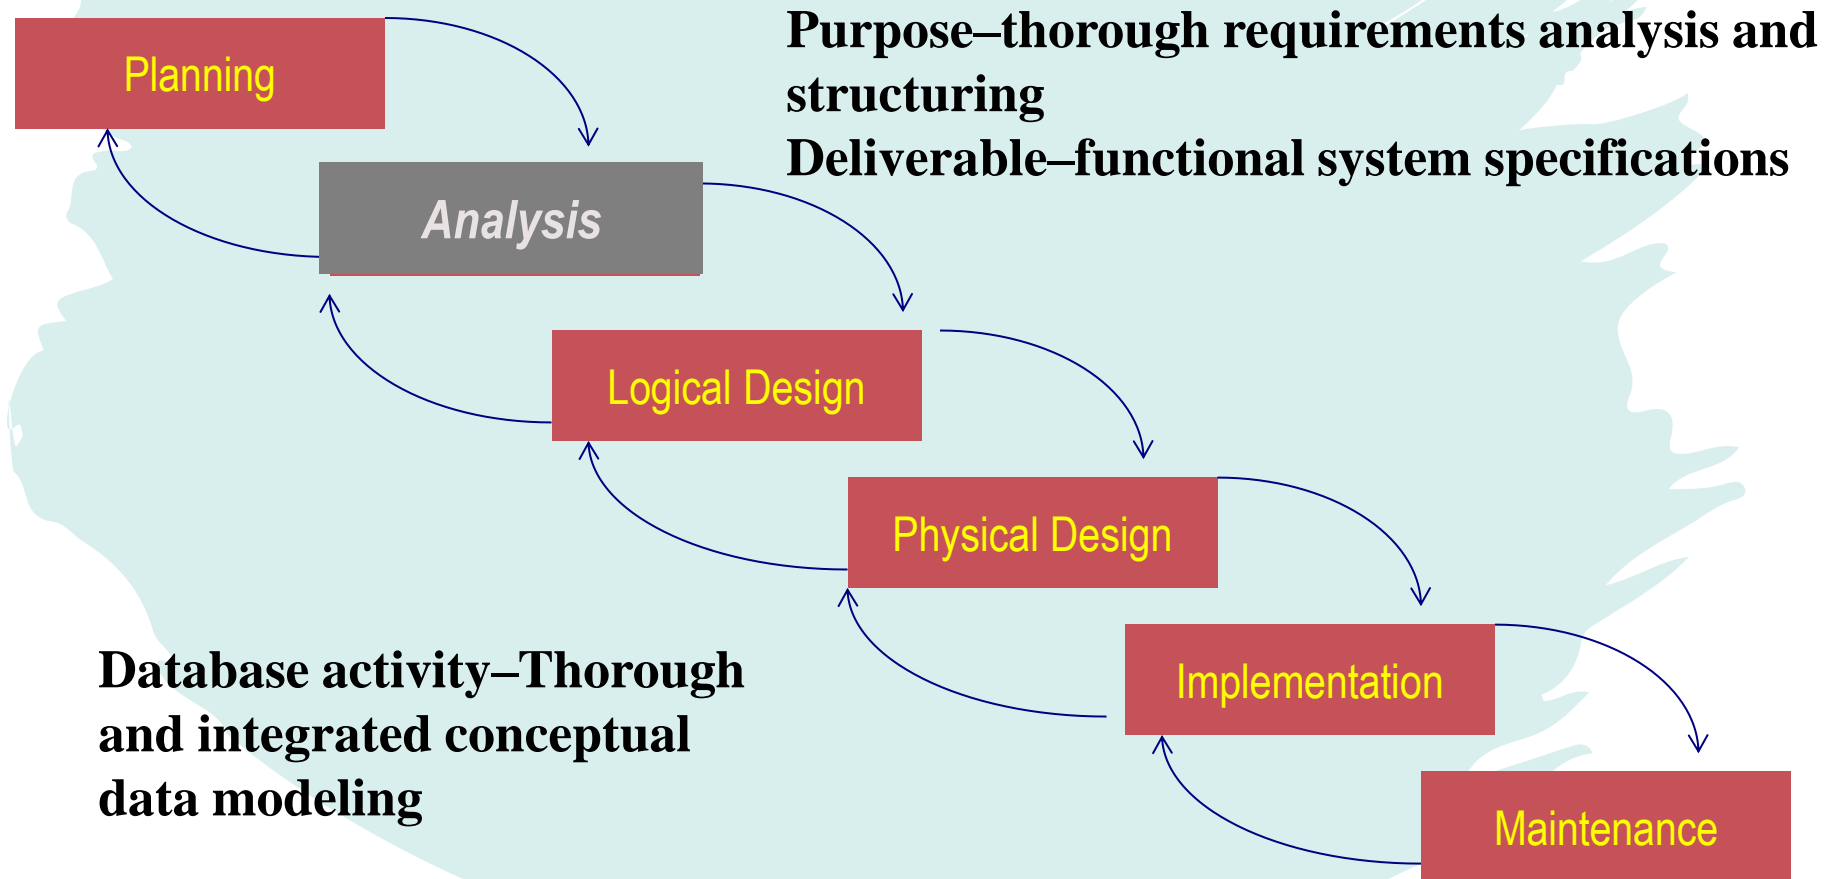 Planning
Purpose–thorough requirements analysis and
structuring
Deliverable–functional system specifications
Analysis
Logical Design
Physical Design
Implementation
Maintenance
Database activity–Thorough
and integrated conceptual
data modeling